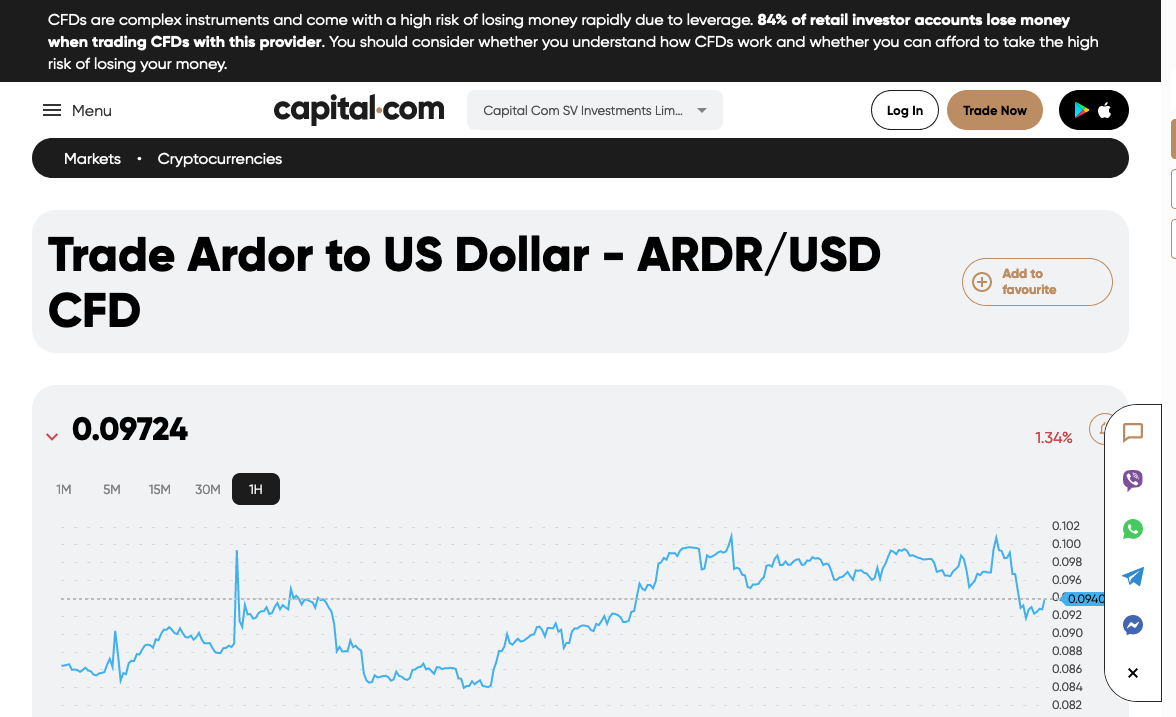 CFDs are complex instruments and come with a high risk of losing money rapidly due to leverage. 84% of retail investor accounts lose money
when trading CFDs with this provider. You should consider whether you understand how CFDs work and whether you can afford to take the high
risk of losing your money.
Menu
capital.com
Capital Com SV Investments Lim...
Log In
Trade Now
Markets • Cryptocurrencies
Trade Ardor to US Dollar - ARDR/USD
CFD
Add to
favourite
0.09724
1.34%
1M 5M 15M 30M 1H
0.102
0.100
0.098
0.096
0.0940
0.092
0.090
0.088
0.086
0.084
0.082